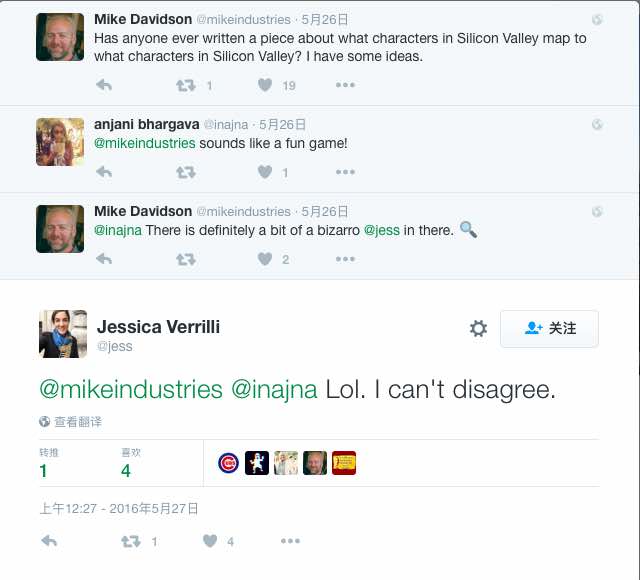 Mike Davidson @mikeindustries · 5月26日
Has anyone ever written a piece about what characters in Silicon Valley map to
what characters in Silicon Valley? I have some ideas.
1 19
anjani bhargava @inajna · 5月26日
@mikeindustries sounds like a fun game!
1
Mike Davidson @mikeindustries · 5月26日
@inajna There is definitely a bit of a bizarro @jess in there.
2
Jessica Verrilli
@jess
关注
@mikeindustries @inajna Lol. I can't disagree.
查看翻译
转推 喜欢
1 4
CUBS
上午12:27 - 2016年5月27日
1 4